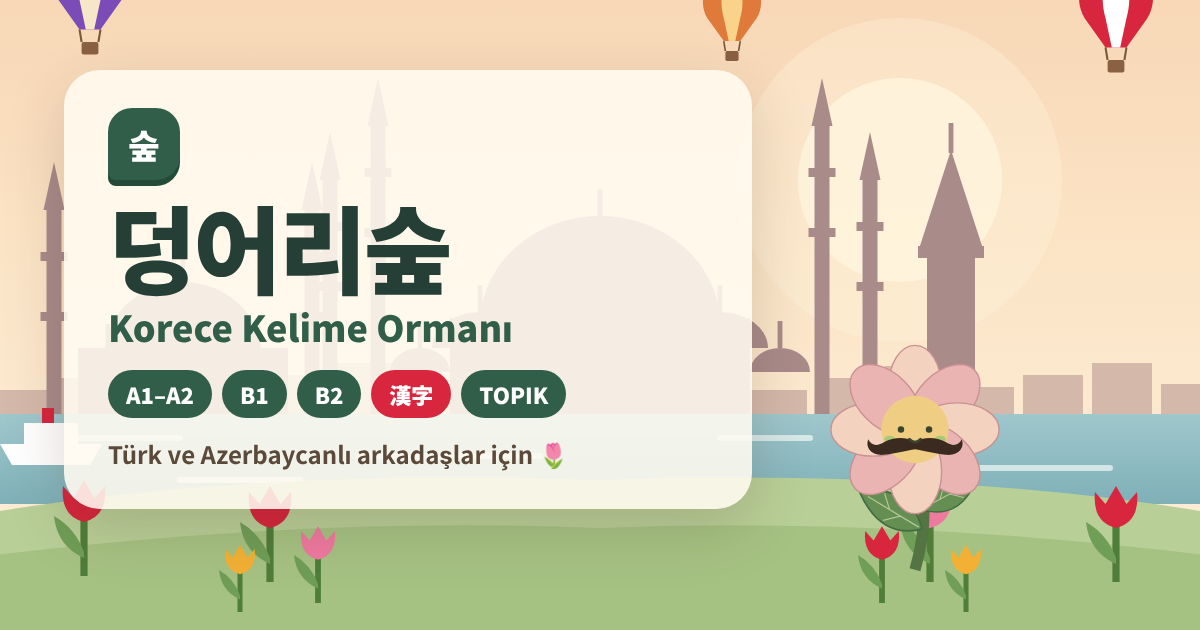 숲
덩어리숲
Korece Kelime Ormanı
A1–A2 B1 B2 漢字 TOPIK
Türk ve Azerbaycanlı arkadaşlar için 🌷